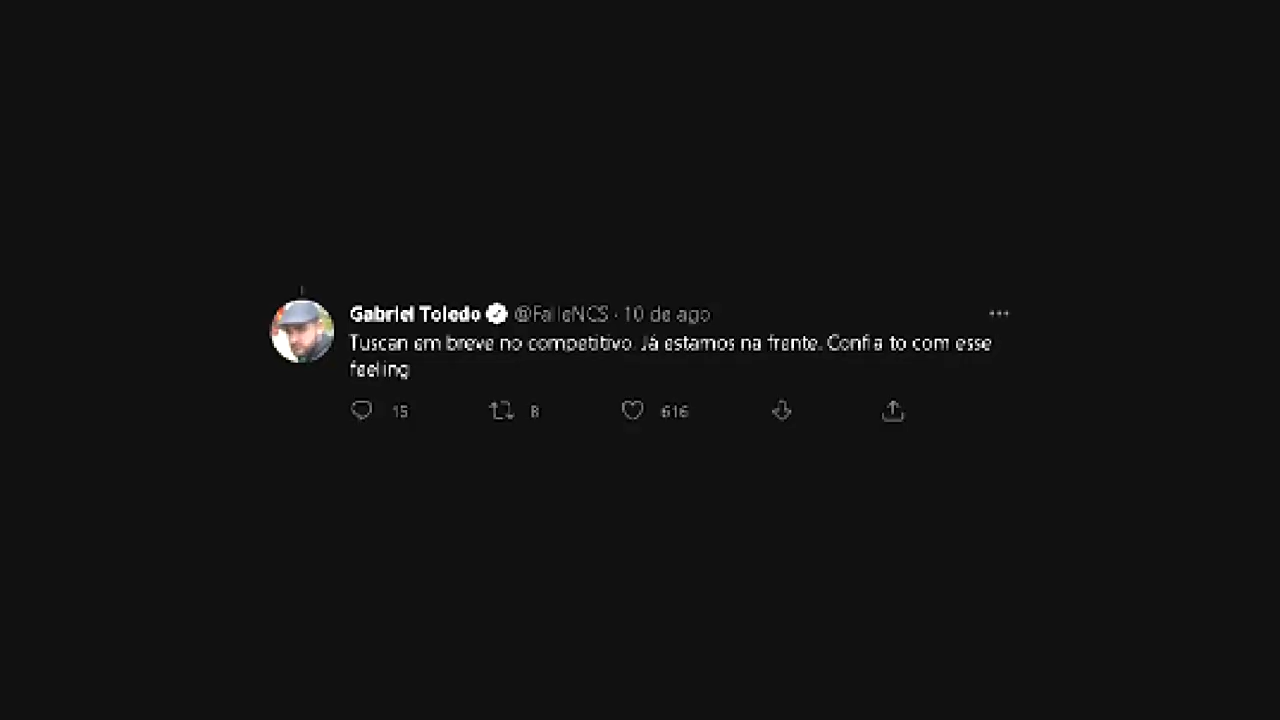 Gabriel Toledo @FalleNCS · 10 de ago
Tuscan em breve no competitivo. Já estamos na frente. Confia to com esse
feeling
15 8 616